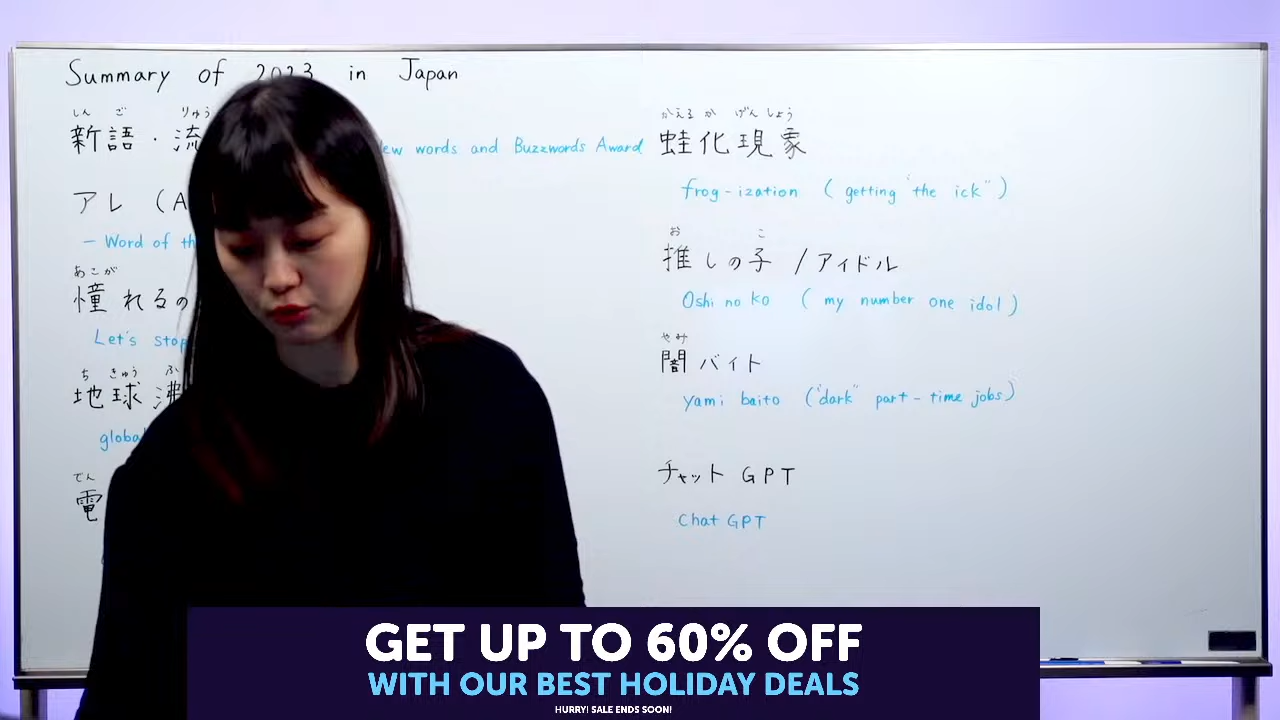 Summary of 2023 in Japan
しん ご りゅう
新語・流
New words and Buzzwords Award
アレ (A
– Word of th
あこが
憧れるの
Let's stop
ち きゅう ふ
地球沸
global
でん
電
かえる か げんしょう
蛙化現象
frog-ization ( getting "the ick" )
お こ
推しの子 / アイドル
Oshi no ko ( my number one idol )
やみ
闇バイト
yami baito ("dark" part-time jobs)
チャット GPT
Chat GPT
GET UP TO 60% OFF
WITH OUR BEST HOLIDAY DEALS
HURRY! SALE ENDS SOON!